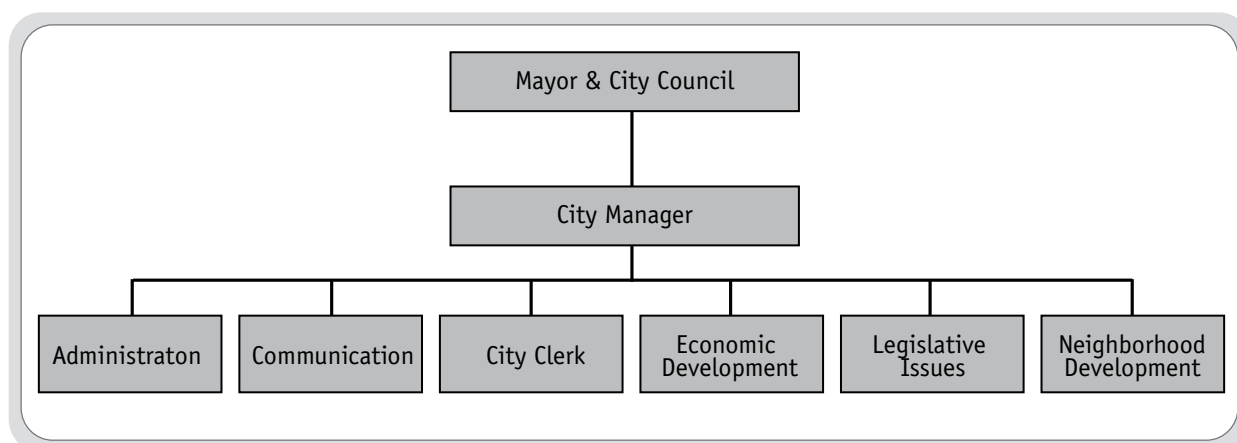 Mayor & City Council
City Manager
Administraton
Communication
City Clerk
Economic
Development
Legislative
Issues
Neighborhood
Development